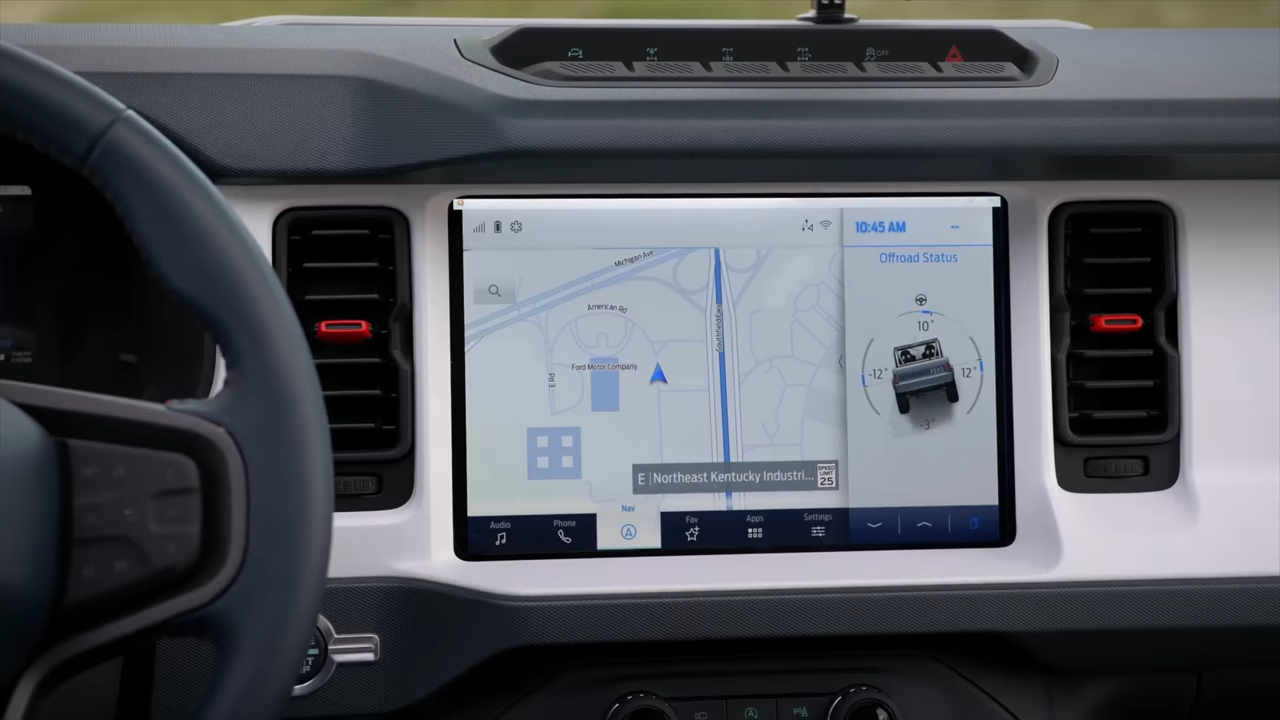 OFF
10:45 AM
Offroad Status
10°
-12°
12°
-3°
Michigan Ave
American Rd
Southfield Fwy
Ford Motor Company
E Rd
E | Northeast Kentucky Industri...
SPEED
LIMIT
25
Audio
Phone
Nav
Fav
Apps
Settings